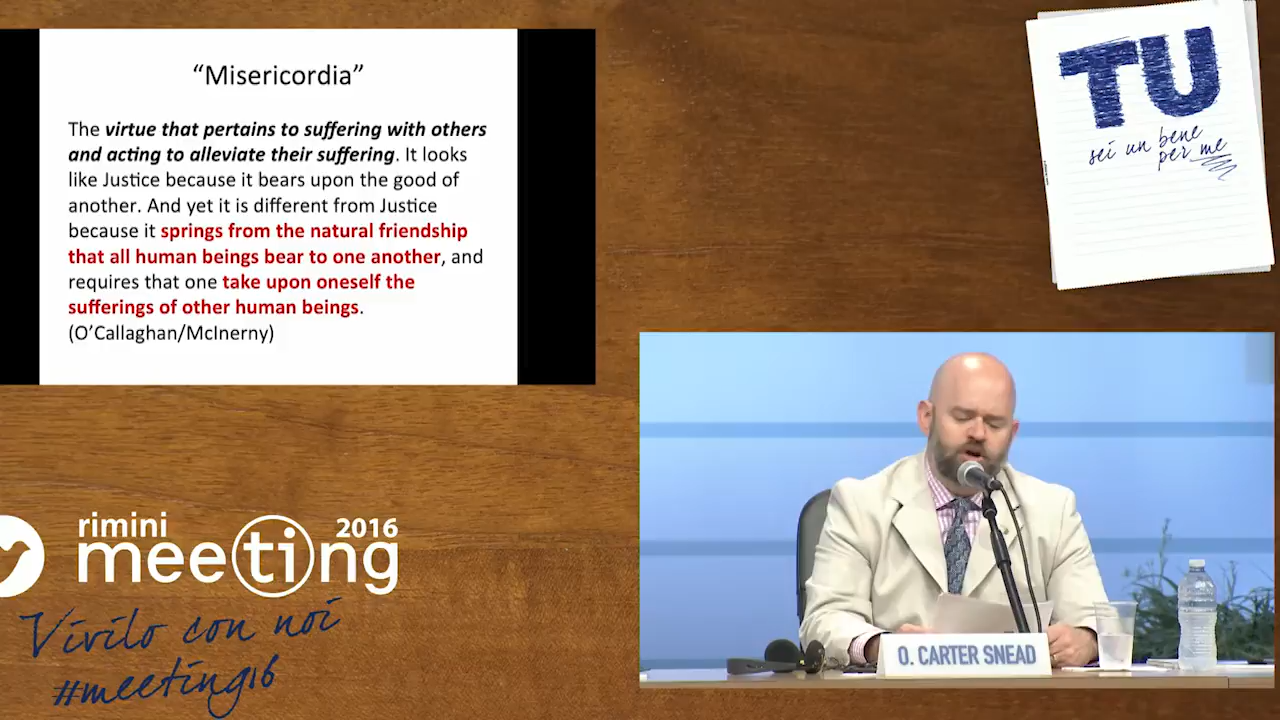 “Misericordia”
The virtue that pertains to suffering with others
and acting to alleviate their suffering. It looks
like Justice because it bears upon the good of
another. And yet it is different from Justice
because it springs from the natural friendship
that all human beings bear to one another, and
requires that one take upon oneself the
sufferings of other human beings.
(O’Callaghan/McInerny)
TU
sei un bene
per me
O. CARTER SNEAD
rimini 2016
meeting
Vivilo con noi
#meeting16